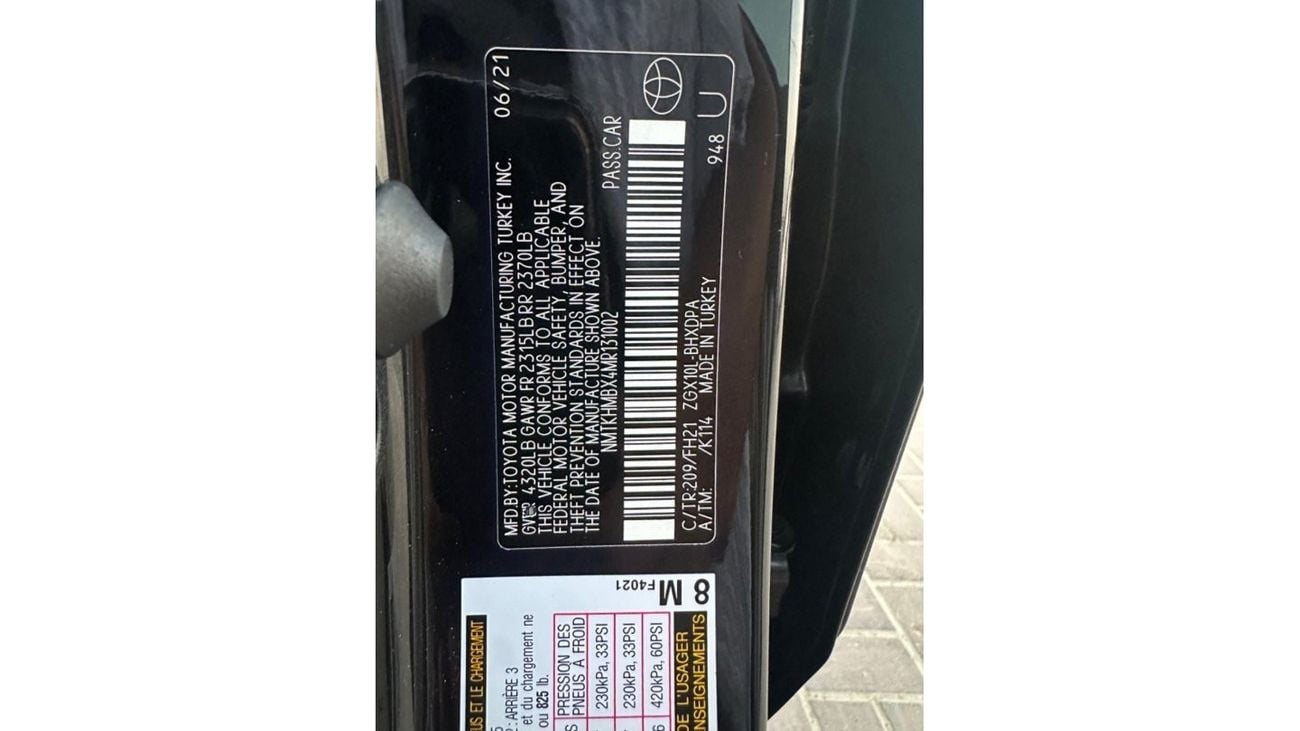 MFD.BY:TOYOTA MOTOR MANUFACTURING TURKEY INC. 06/21
GVWR 4320LB GAWR FR 2315LB RR 2370LB
THIS VEHICLE CONFORMS TO ALL APPLICABLE
FEDERAL MOTOR VEHICLE SAFETY, BUMPER, AND
THEFT PREVENTION STANDARDS IN EFFECT ON
THE DATE OF MANUFACTURE SHOWN ABOVE.
NMTKHMBX4MR131002 PASS.CAR
C/TR:209/FH21 ZGX10L-BHXDPA
A/TM: /K114 MADE IN TURKEY 948 U
8 M
F4021
ET LE CHARGEMENT
: ARRIÈRE 3
et du chargement ne
ou 825 lb.
PRESSION DES
PNEUS À FROID
230kPa, 33PSI
230kPa, 33PSI
420kPa, 60PSI
DE L'USAGER